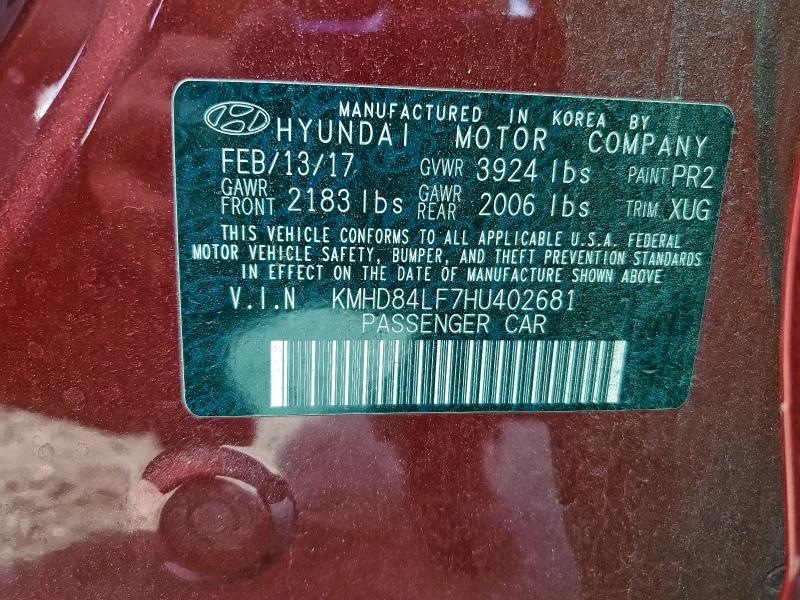 MANUFACTURED IN KOREA BY
HYUNDAI MOTOR COMPANY
FEB/13/17 GVWR 3924 lbs PAINT PR2
GAWR FRONT 2183 lbs GAWR REAR 2006 lbs TRIM XUG
THIS VEHICLE CONFORMS TO ALL APPLICABLE U.S.A. FEDERAL
MOTOR VEHICLE SAFETY, BUMPER, AND THEFT PREVENTION STANDARDS
IN EFFECT ON THE DATE OF MANUFACTURE SHOWN ABOVE
V.I.N KMHD84LF7HU402681
PASSENGER CAR